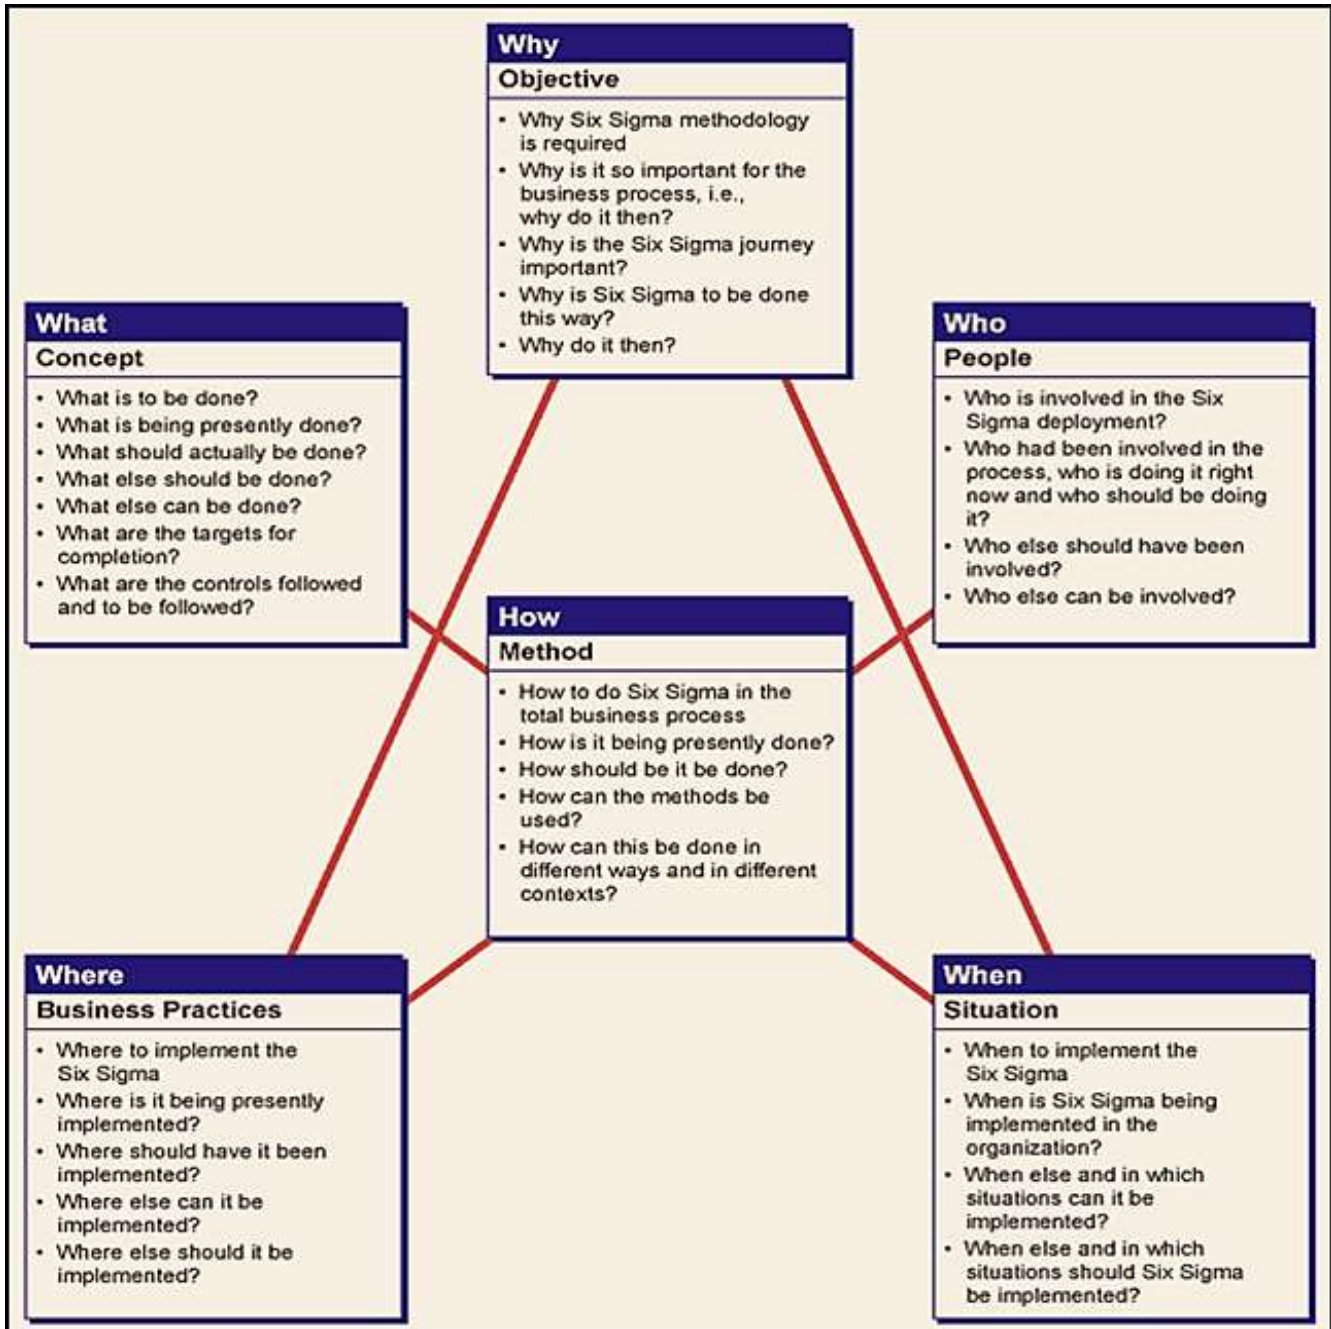 Why
Objective
• Why Six Sigma methodology
is required
• Why is it so important for the
business process, i.e.,
why do it then?
• Why is the Six Sigma journey
important?
• Why is Six Sigma to be done
this way?
• Why do it then?
What
Concept
• What is to be done?
• What is being presently done?
• What should actually be done?
• What else should be done?
• What else can be done?
• What are the targets for
completion?
• What are the controls followed
and to be followed?
Who
People
• Who is involved in the Six
Sigma deployment?
• Who had been involved in the
process, who is doing it right
now and who should be doing
it?
• Who else should have been
involved?
• Who else can be involved?
How
Method
• How to do Six Sigma in the
total business process
• How is it being presently done?
• How should be it be done?
• How can the methods be
used?
• How can this be done in
different ways and in different
contexts?
Where
Business Practices
• Where to implement the
Six Sigma
• Where is it being presently
implemented?
• Where should have it been
implemented?
• Where else can it be
implemented?
• Where else should it be
implemented?
When
Situation
• When to implement the
Six Sigma
• When is Six Sigma being
implemented in the
organization?
• When else and in which
situations can it be
implemented?
• When else and in which
situations should Six Sigma
be implemented?